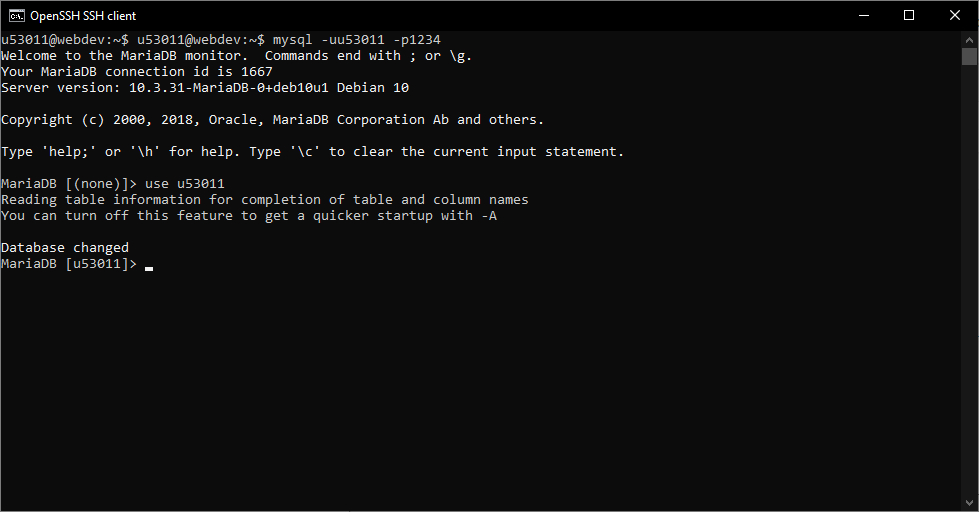 OpenSSH SSH client
u53011@webdev:~$ u53011@webdev:~$ mysql -uu53011 -p1234
Welcome to the MariaDB monitor.  Commands end with ; or \g.
Your MariaDB connection id is 1667
Server version: 10.3.31-MariaDB-0+deb10u1 Debian 10
Copyright (c) 2000, 2018, Oracle, MariaDB Corporation Ab and others.
Type 'help;' or '\h' for help. Type '\c' to clear the current input statement.
MariaDB [(none)]> use u53011
Reading table information for completion of table and column names
You can turn off this feature to get a quicker startup with -A
Database changed
MariaDB [u53011]>